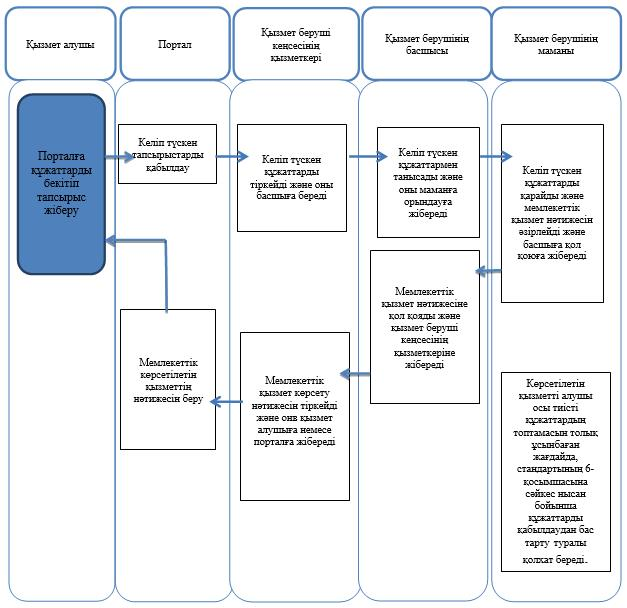 Қызмет алушы
Портал
Қызмет беруші
кеңсесінің
қызметкері
Қызмет берушінің
басшысы
Қызмет берушінің
маманы
Порталға
құжаттарды
бекітіп
тапсырыс
жіберу
Келіп түскен
тапсырыстарды
қабылдау
Келіп түскен
құжаттарды
тіркейді және оны
басшыға береді
Келіп түскен
құжаттармен
танысады және
оны маманға
орындауға
жібереді
Келіп түскен
құжаттарды
қарайды және
мемлекеттік
қызмет нәтижесін
әзірлейді және
басшыға қол
қоюға жібереді
Мемлекеттік
қызмет нәтижесіне
қол қояды және
қызмет беруші
кеңсесінің
қызметкеріне
жібереді
Мемлекеттік
қызмет көрсету
нәтижесін тіркейді
және онв қызмет
алушыға немесе
порталға жібереді
Мемлекеттік
көрсетілетін
қызметтің
нәтижесін беру
Көрсетілетін
қызметті алушы
осы тиісті
құжаттардың
топтамасын толық
ұсынбаған
жағдайда,
стандартының 6-
қосымшасына
сәйкес нысан
бойынша
құжаттарды
қабылдаудан бас
тарту туралы
қолхат береді.